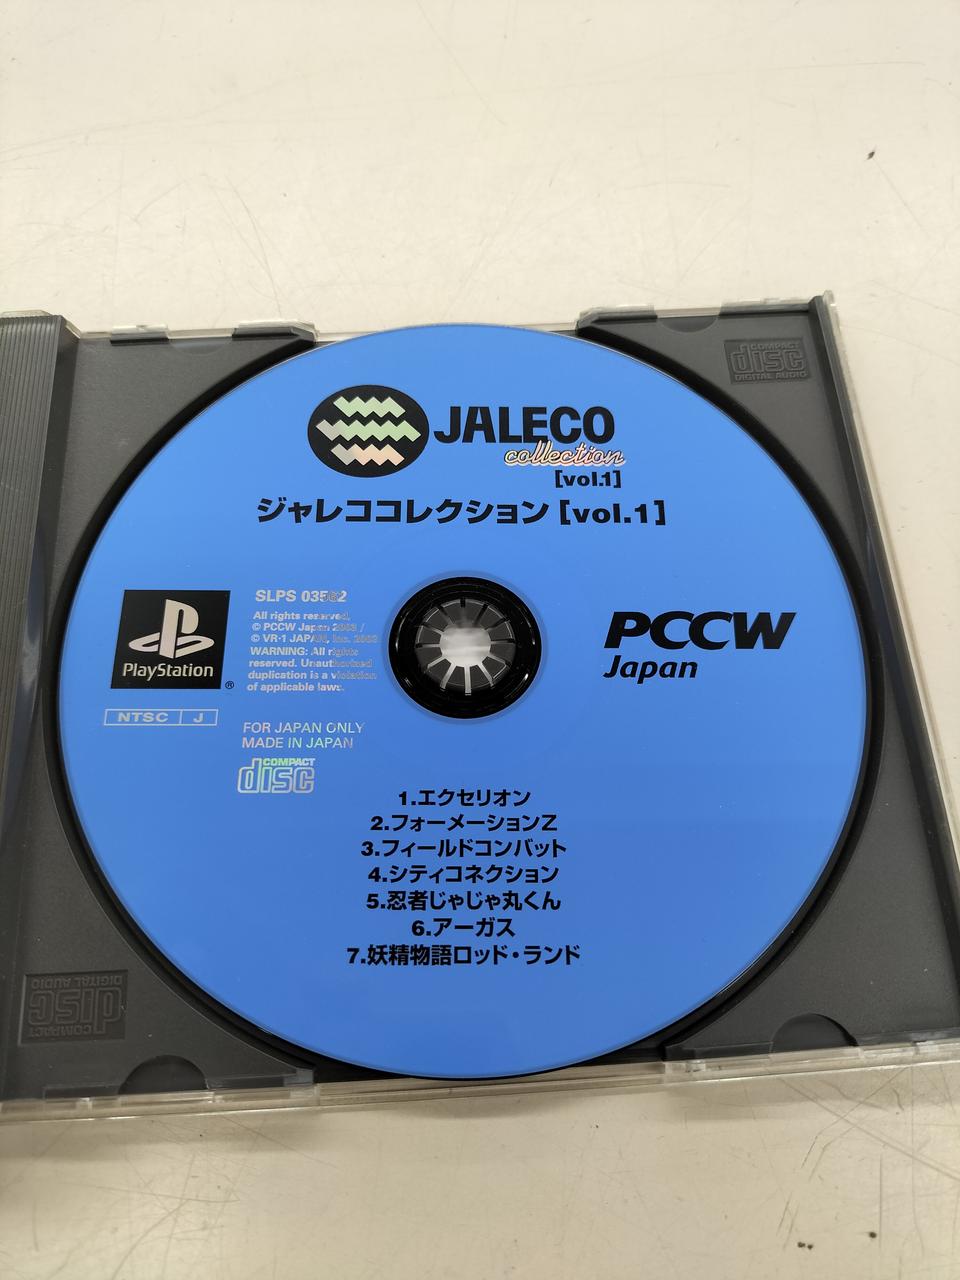 COMPACT
disc
DIGITAL AUDIO
JALECO
collection
[vol.1]
ジャレココレクション [vol.1]
SLPS 03562
All rights reserved,
© PCCW Japan 2003 /
© VR-1 JAPAN, Inc. 2003
WARNING: All rights
reserved. Unauthorized
duplication is a violation
of applicable laws.
PlayStation
®
NTSC J
PCCW
Japan
FOR JAPAN ONLY
MADE IN JAPAN
COMPACT
disc
1.エクセリオン
2.フォーメーションZ
3.フィールドコンバット
4.シティコネクション
5.忍者じゃじゃ丸くん
6.アーガス
7.妖精物語ロッド・ランド
COMPACT
disc
DIGITAL AUDIO